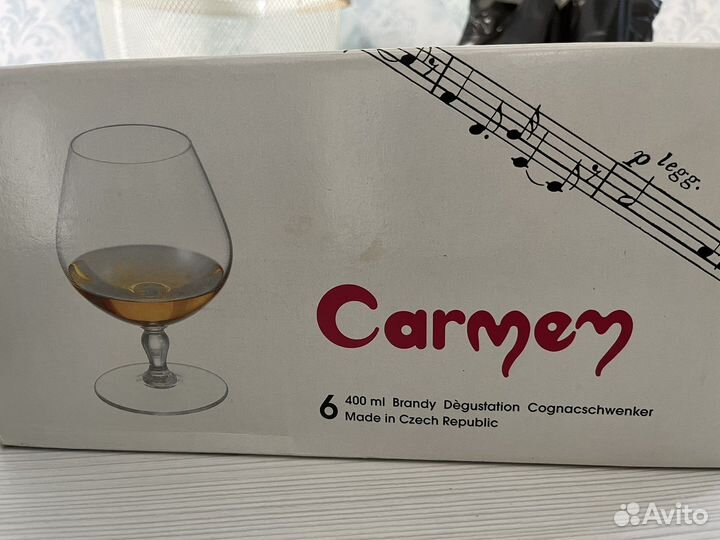 p legg.
Carmen
6 400 ml Brandy Dègustation Cognacschwenker
Made in Czech Republic
Avito